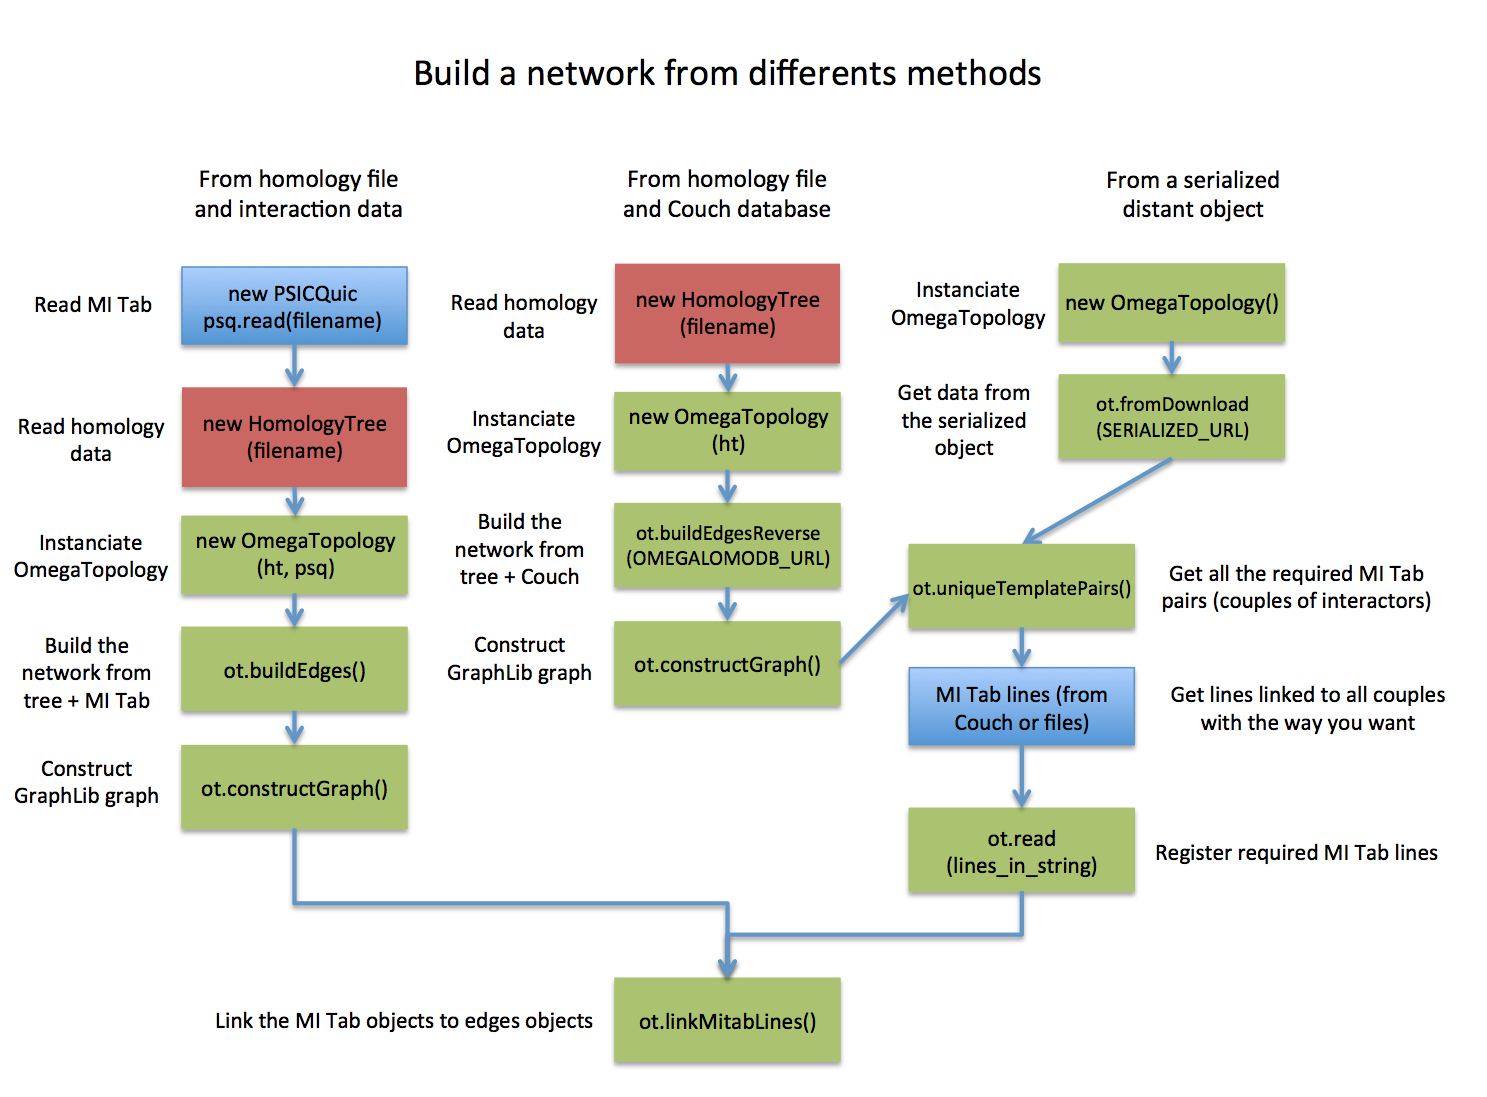 Build a network from differents methods
From homology file
and interaction data
Read MI Tab
new PSICQuic
psq.read(filename)
Read homology
data
new HomologyTree
(filename)
Instanciate
OmegaTopology
new OmegaTopology
(ht, psq)
Build the
network from
tree + MI Tab
ot.buildEdges()
Construct
GraphLib graph
ot.constructGraph()
From homology file
and Couch database
Read homology
data
new HomologyTree
(filename)
Instanciate
OmegaTopology
new OmegaTopology
(ht)
Build the
network from
tree + Couch
ot.buildEdgesReverse
(OMEGALOMODB_URL)
Construct
GraphLib graph
ot.constructGraph()
From a serialized
distant object
Instanciate
OmegaTopology
new OmegaTopology()
Get data from
the serialized
object
ot.fromDownload
(SERIALIZED_URL)
ot.uniqueTemplatePairs()
Get all the required MI Tab
pairs (couples of interactors)
MI Tab lines (from
Couch or files)
Get lines linked to all couples
with the way you want
ot.read
(lines_in_string)
Register required MI Tab lines
Link the MI Tab objects to edges objects
ot.linkMitabLines()